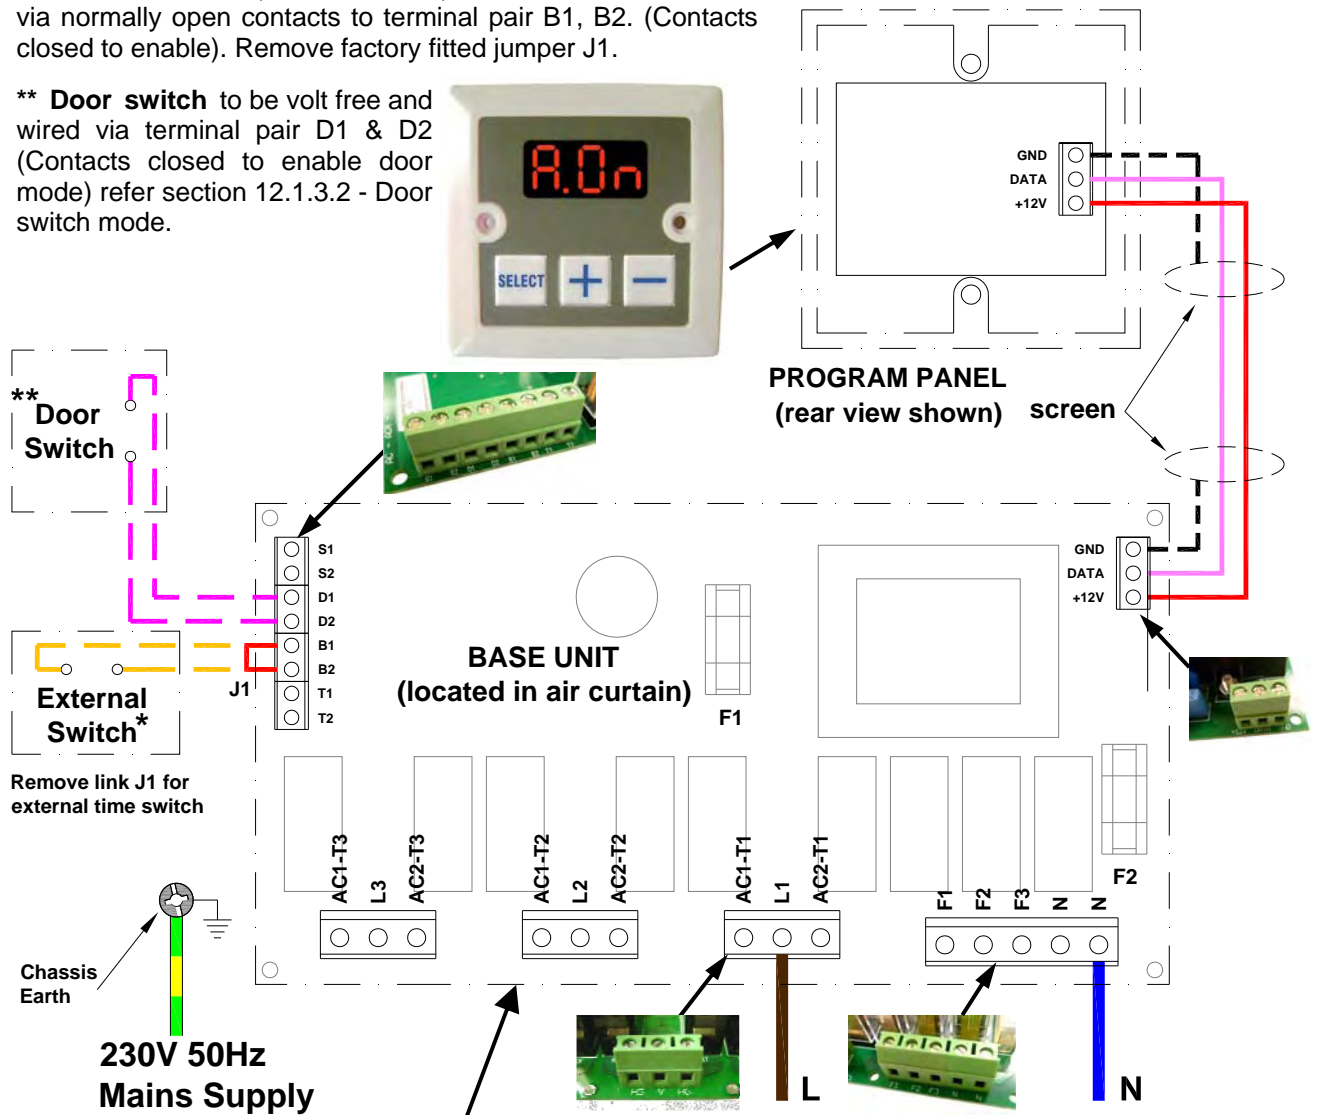 via normally open contacts to terminal pair B1, B2. (Contacts
closed to enable). Remove factory fitted jumper J1.
** Door switch to be volt free and
wired via terminal pair D1 & D2
(Contacts closed to enable door
mode) refer section 12.1.3.2 - Door
switch mode.
A.On
SELECT + −
GND
DATA
+12V
PROGRAM PANEL
(rear view shown)
screen
**Door
Switch
S1
S2
D1
D2
B1
B2
T1
T2
J1
External
Switch*
Remove link J1 for
external time switch
BASE UNIT
(located in air curtain)
F1
GND
DATA
+12V
F2
AC1-T3
L3
AC2-T3
AC1-T2
L2
AC2-T2
AC1-T1
L1
AC2-T1
F1
F2
F3
N
N
Chassis
Earth
230V 50Hz
Mains Supply
L
N